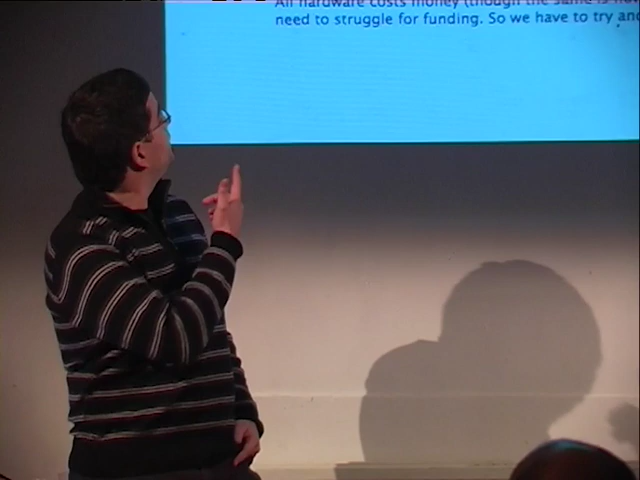 All hardware costs money (though the same is
need to struggle for funding. So we have to try and